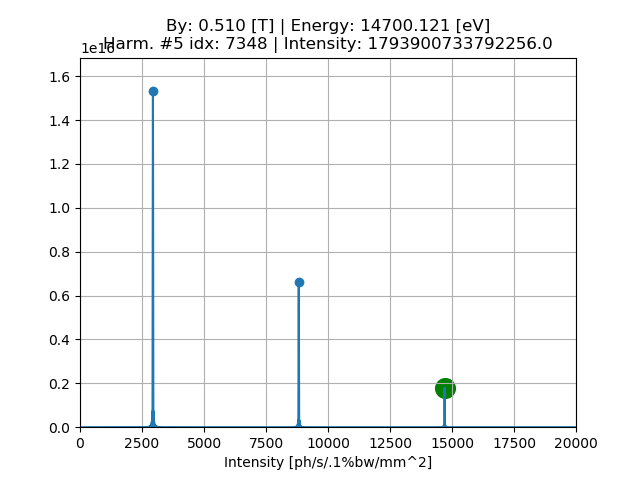 By: 0.510 [T] | Energy: 14700.121 [eV]
Harm. #5 idx: 7348 | Intensity: 1793900733792256.0
1e16
1.6
1.4
1.2
1.0
0.8
0.6
0.4
0.2
0.0
0 2500 5000 7500 10000 12500 15000 17500 20000
Intensity [ph/s/.1%bw/mm^2]